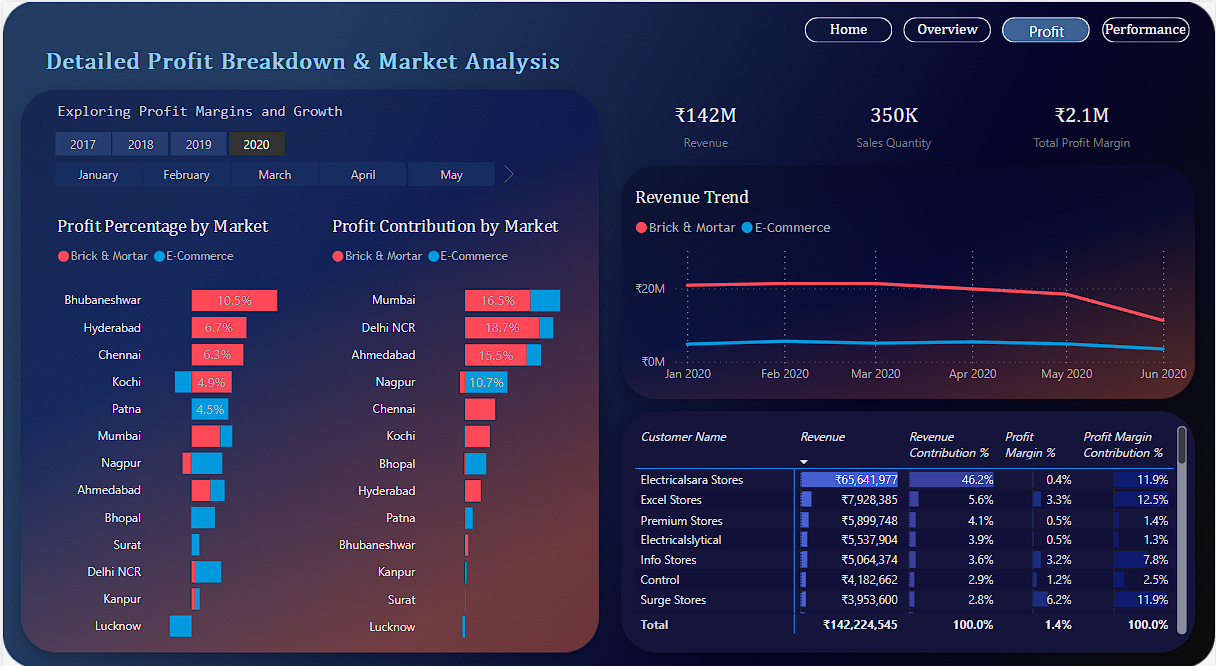 Home Overview Profit Performance
Detailed Profit Breakdown & Market Analysis
Exploring Profit Margins and Growth
2017 2018 2019 2020
January February March April May
Profit Percentage by Market
Brick & Mortar E-Commerce
Bhubaneshwar 10.5%
Hyderabad 6.7%
Chennai 6.3%
Kochi 4.9%
Patna 4.5%
Mumbai
Nagpur
Ahmedabad
Bhopal
Surat
Delhi NCR
Kanpur
Lucknow
Profit Contribution by Market
Brick & Mortar E-Commerce
Mumbai 16.5%
Delhi NCR 18.7%
Ahmedabad 15.5%
Nagpur 10.7%
Chennai
Kochi
Bhopal
Hyderabad
Patna
Bhubaneshwar
Kanpur
Surat
Lucknow
₹142M 350K ₹2.1M
Revenue Sales Quantity Total Profit Margin
Revenue Trend
Brick & Mortar E-Commerce
₹20M
₹0M
Jan 2020 Feb 2020 Mar 2020 Apr 2020 May 2020 Jun 2020
Customer Name Revenue Revenue Contribution % Profit Margin % Profit Margin Contribution %
Electricalsara Stores ₹65,641,977 46.2% 0.4% 11.9%
Excel Stores ₹7,928,385 5.6% 3.3% 12.5%
Premium Stores ₹5,899,748 4.1% 0.5% 1.4%
Electricalslytical ₹5,537,904 3.9% 0.5% 1.3%
Info Stores ₹5,064,374 3.6% 3.2% 7.8%
Control ₹4,182,662 2.9% 1.2% 2.5%
Surge Stores ₹3,953,600 2.8% 6.2% 11.9%
Total ₹142,224,545 100.0% 1.4% 100.0%